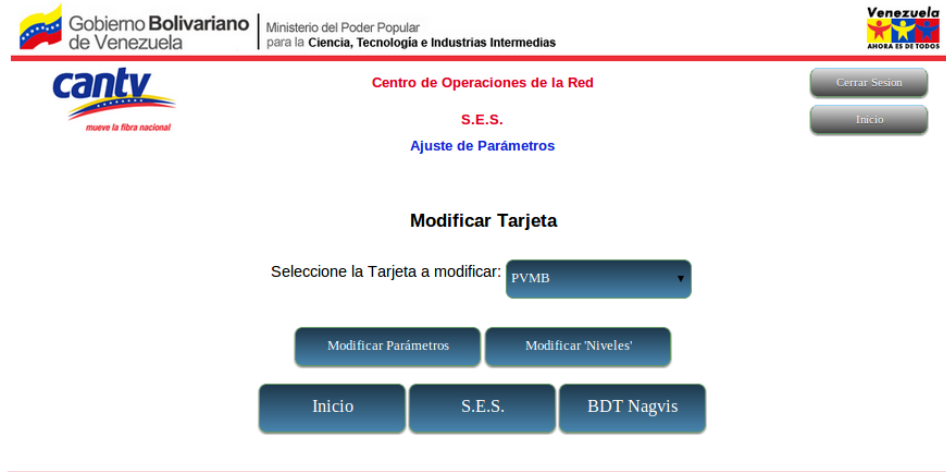 Gobierno Bolivariano
de Venezuela
Ministerio del Poder Popular
para la Ciencia, Tecnología e Industrias Intermedias
Venezuela
AHORA ES DE TODOS
cantv
mueve la fibra nacional
Centro de Operaciones de la Red
S.E.S.
Ajuste de Parámetros
Cerrar Sesion
Inicio
Modificar Tarjeta
Seleccione la Tarjeta a modificar: PVMB
Modificar Parámetros Modificar 'Niveles'
Inicio S.E.S. BDT Nagvis